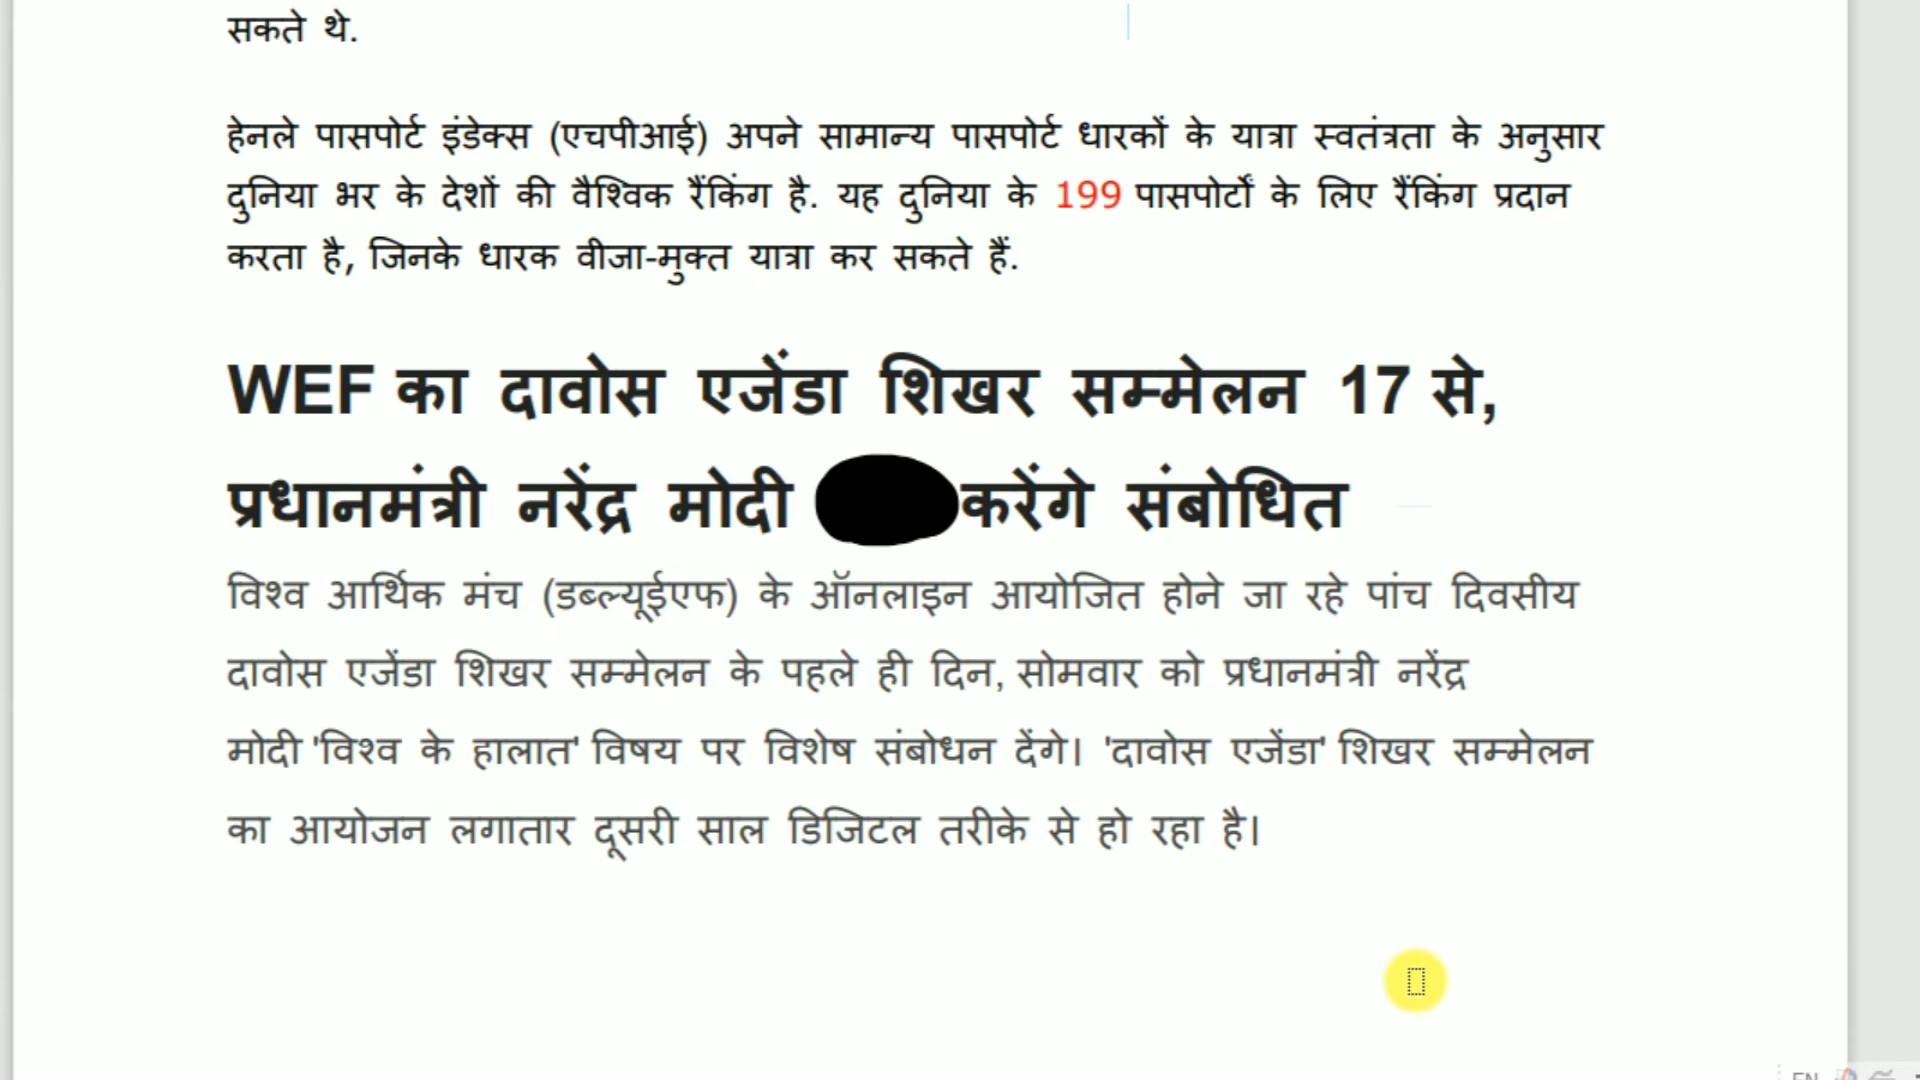 सकते थे.
हेनले पासपोर्ट इंडेक्स (एचपीआई) अपने सामान्य पासपोर्ट धारकों के यात्रा स्वतंत्रता के अनुसार
दुनिया भर के देशों की वैश्विक रैंकिंग है. यह दुनिया के 199 पासपोर्टों के लिए रैंकिंग प्रदान
करता है, जिनके धारक वीजा-मुक्त यात्रा कर सकते हैं.
WEF का दावोस एजेंडा शिखर सम्मेलन 17 से,
प्रधानमंत्री नरेंद्र मोदी करेंगे संबोधित
विश्व आर्थिक मंच (डब्ल्यूईएफ) के ऑनलाइन आयोजित होने जा रहे पांच दिवसीय
दावोस एजेंडा शिखर सम्मेलन के पहले ही दिन, सोमवार को प्रधानमंत्री नरेंद्र
मोदी 'विश्व के हालात' विषय पर विशेष संबोधन देंगे। 'दावोस एजेंडा' शिखर सम्मेलन
का आयोजन लगातार दूसरी साल डिजिटल तरीके से हो रहा है।